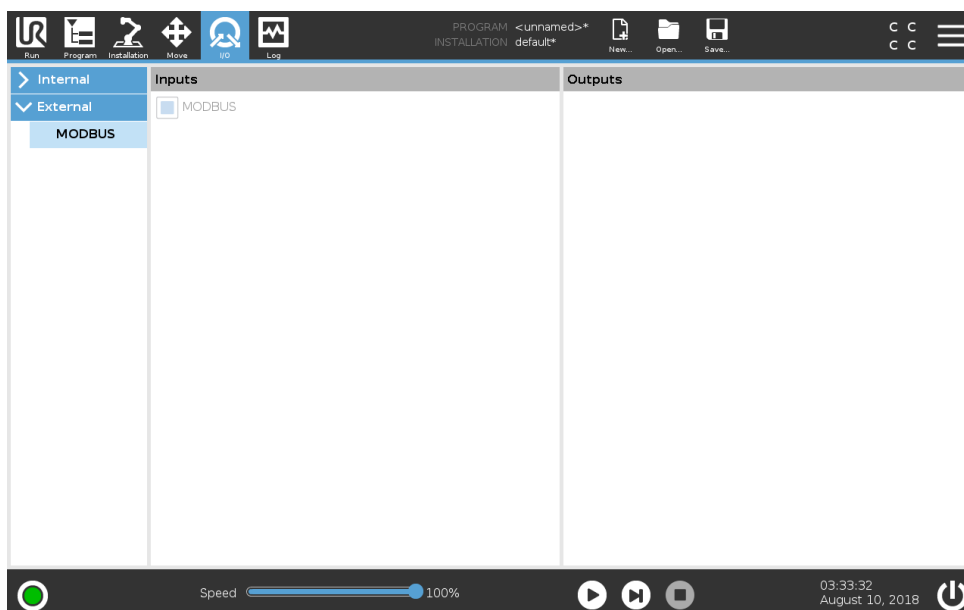 UR
Run
Program
Installation
Move
I/O
Log
PROGRAM <unnamed>*
INSTALLATION default*
New...
Open...
Save...
C C
C C
Internal
External
MODBUS
Inputs
MODBUS
Outputs
Speed 100%
03:33:32
August 10, 2018